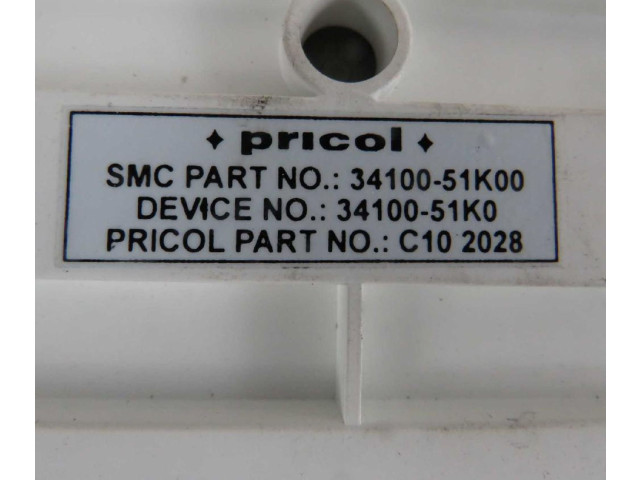 ♦ pricol ♦
SMC PART NO.: 34100-51K00
DEVICE NO.: 34100-51K0
PRICOL PART NO.: C10 2028